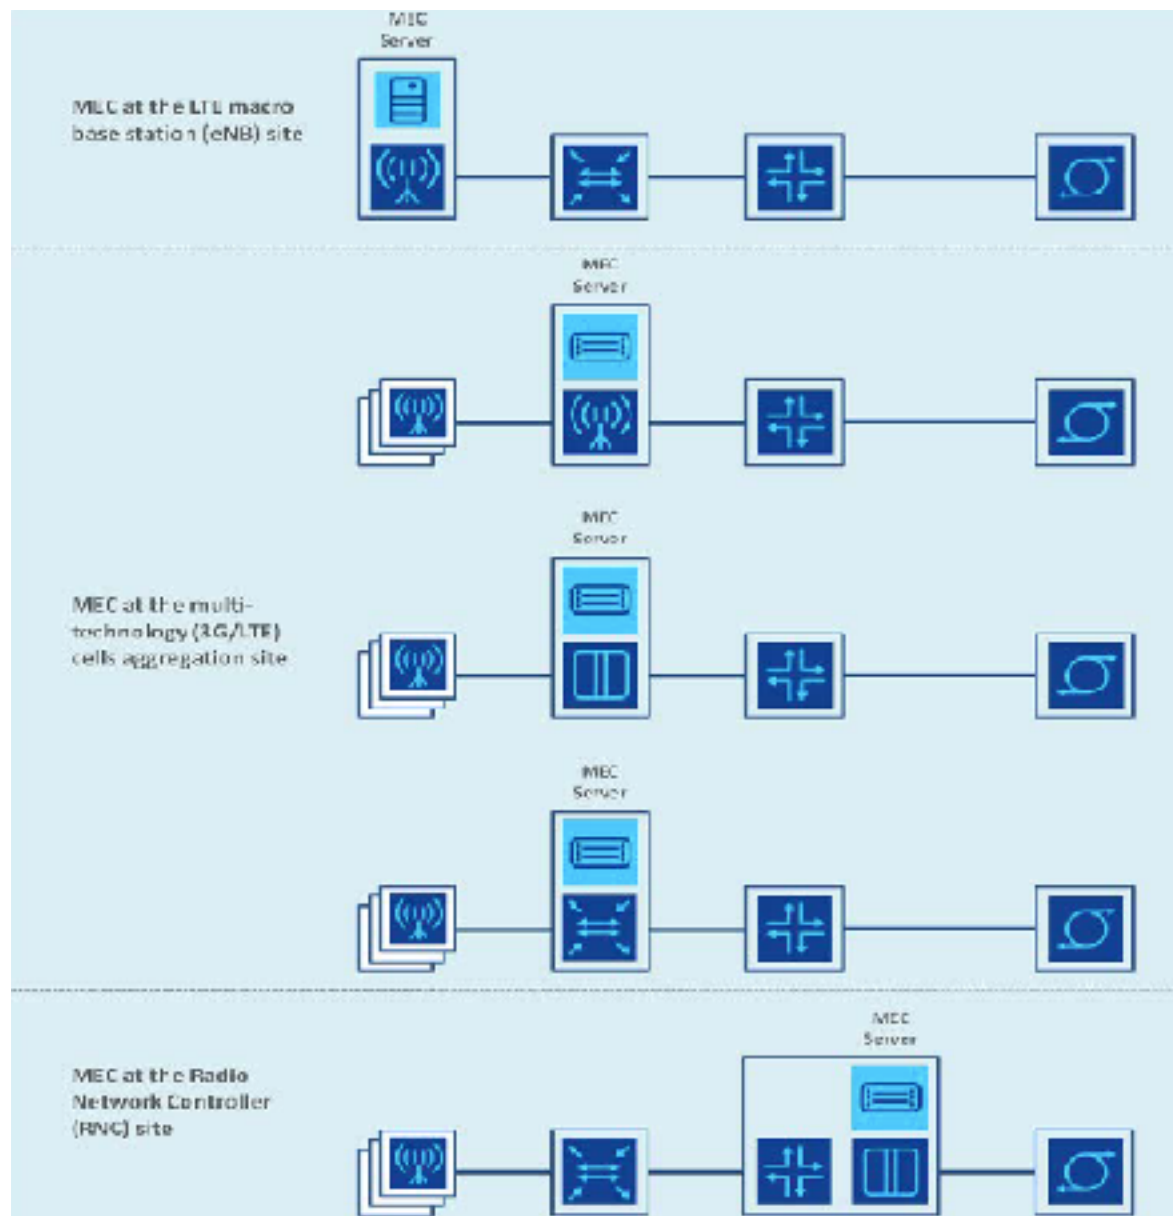 MEC
Server
MEC at the LTE macro
base station (eNB) site
MEC
Server
MEC
Server
MEC at the multi-
technology (3G/LTE)
cells aggregation site
MEC
Server
MEC
Server
MEC at the Radio
Network Controller
(RNC) site